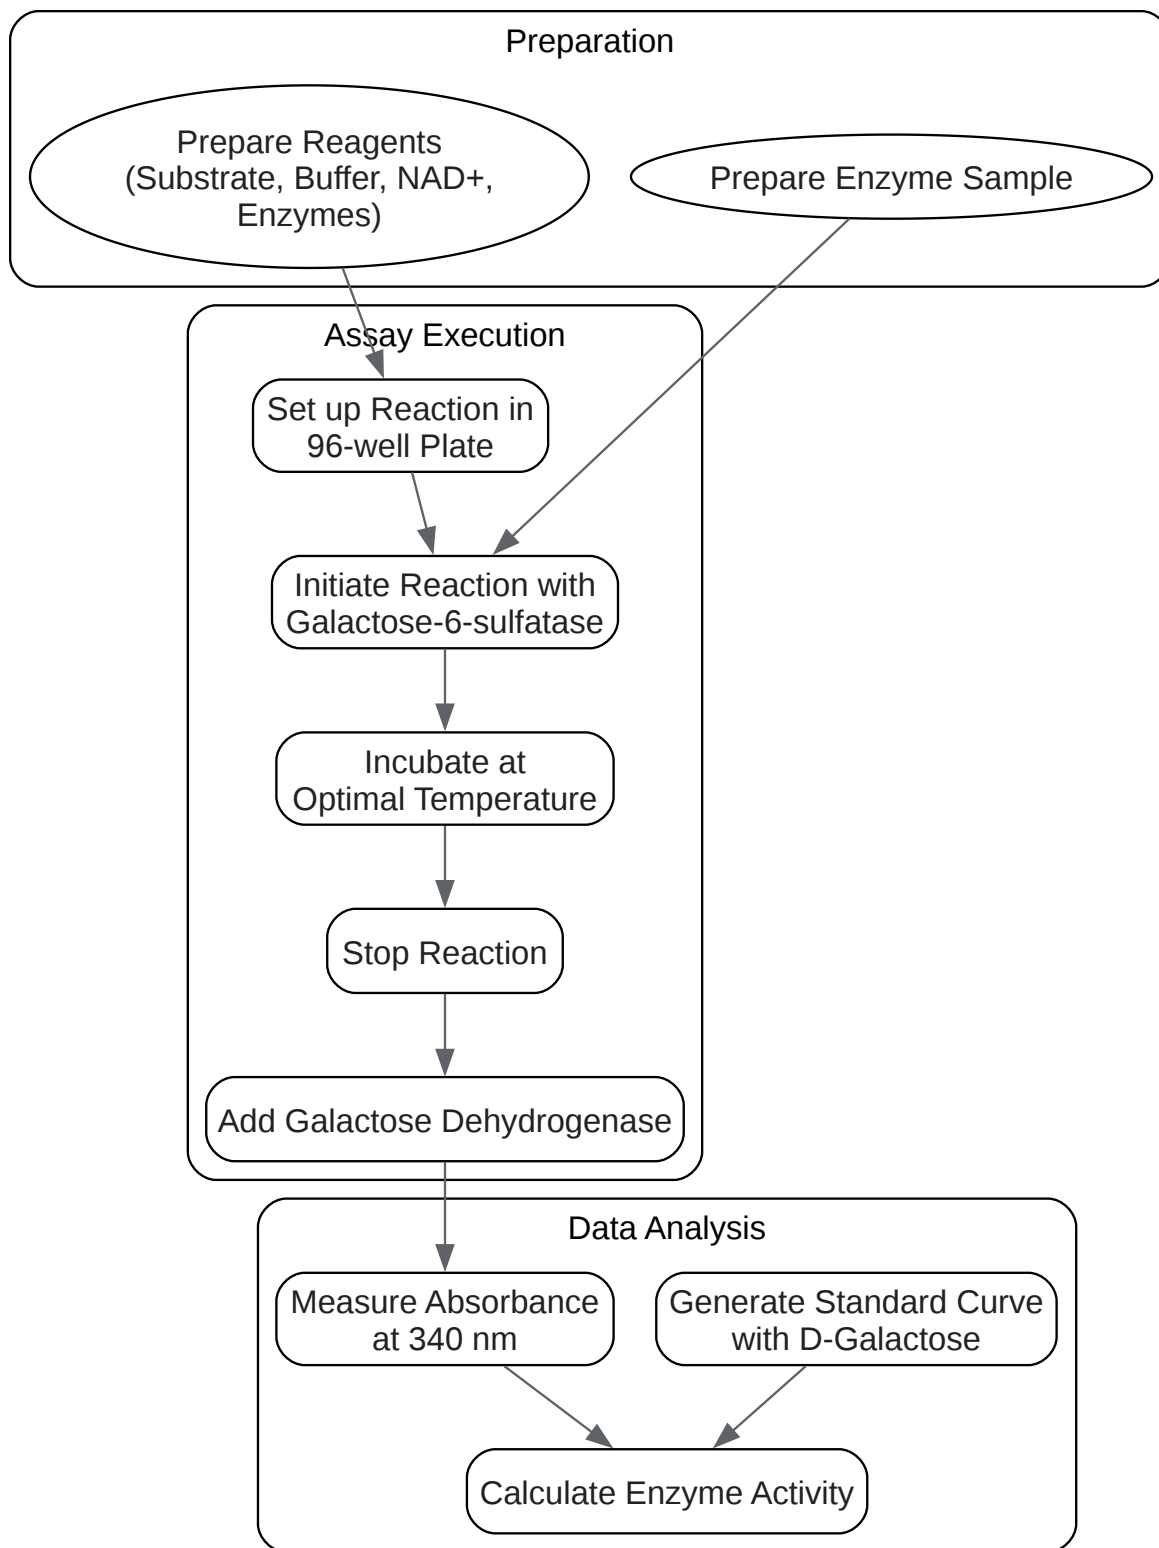 Preparation
Prepare Reagents
(Substrate, Buffer, NAD+,
Enzymes)
Prepare Enzyme Sample
Assay Execution
Set up Reaction in
96-well Plate
Initiate Reaction with
Galactose-6-sulfatase
Incubate at
Optimal Temperature
Stop Reaction
Add Galactose Dehydrogenase
Data Analysis
Measure Absorbance
at 340 nm
Generate Standard Curve
with D-Galactose
Calculate Enzyme Activity